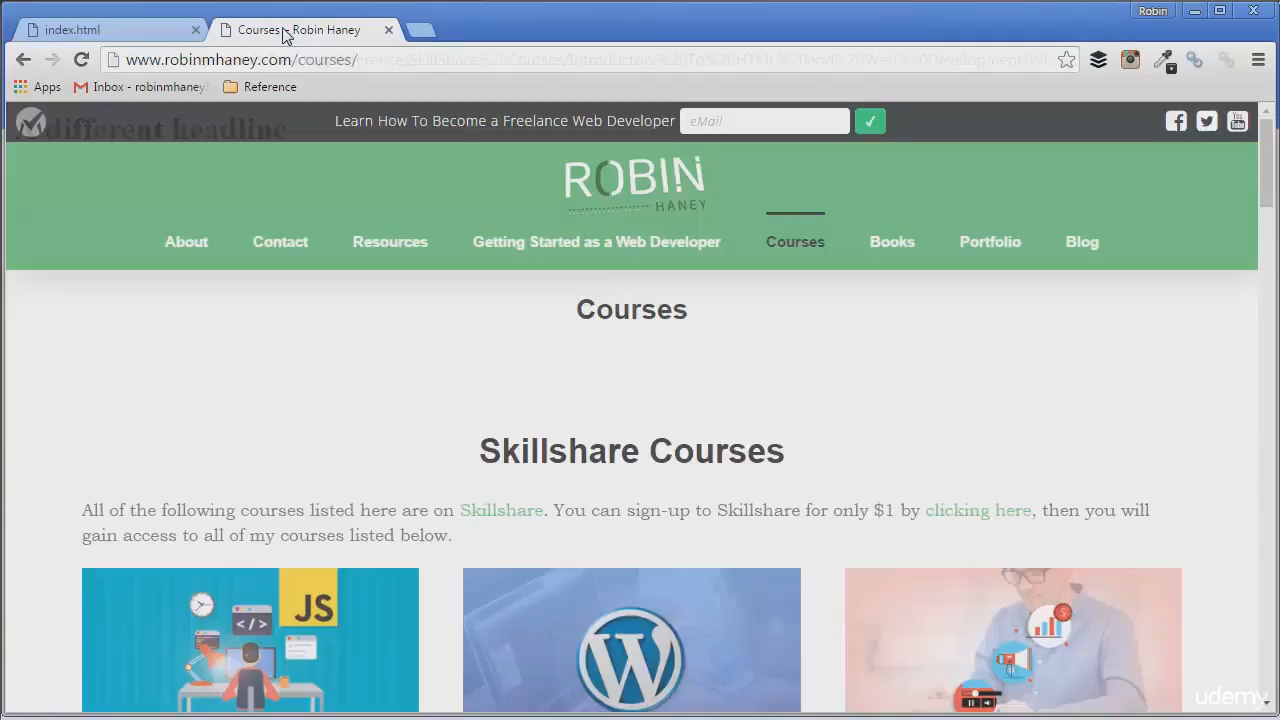 Robin
index.html
Courses - Robin Haney
www.robinmhaney.com/courses/
Apps
Inbox - robinmhaney
Reference
different headline
Learn How To Become a Freelance Web Developer
eMail
You Tube
ROBIN
HANEY
About
Contact
Resources
Getting Started as a Web Developer
Courses
Books
Portfolio
Blog
Courses
Skillshare Courses
All of the following courses listed here are on Skillshare. You can sign-up to Skillshare for only $1 by clicking here, then you will
gain access to all of my courses listed below.
JS
</>
W
$
udemy